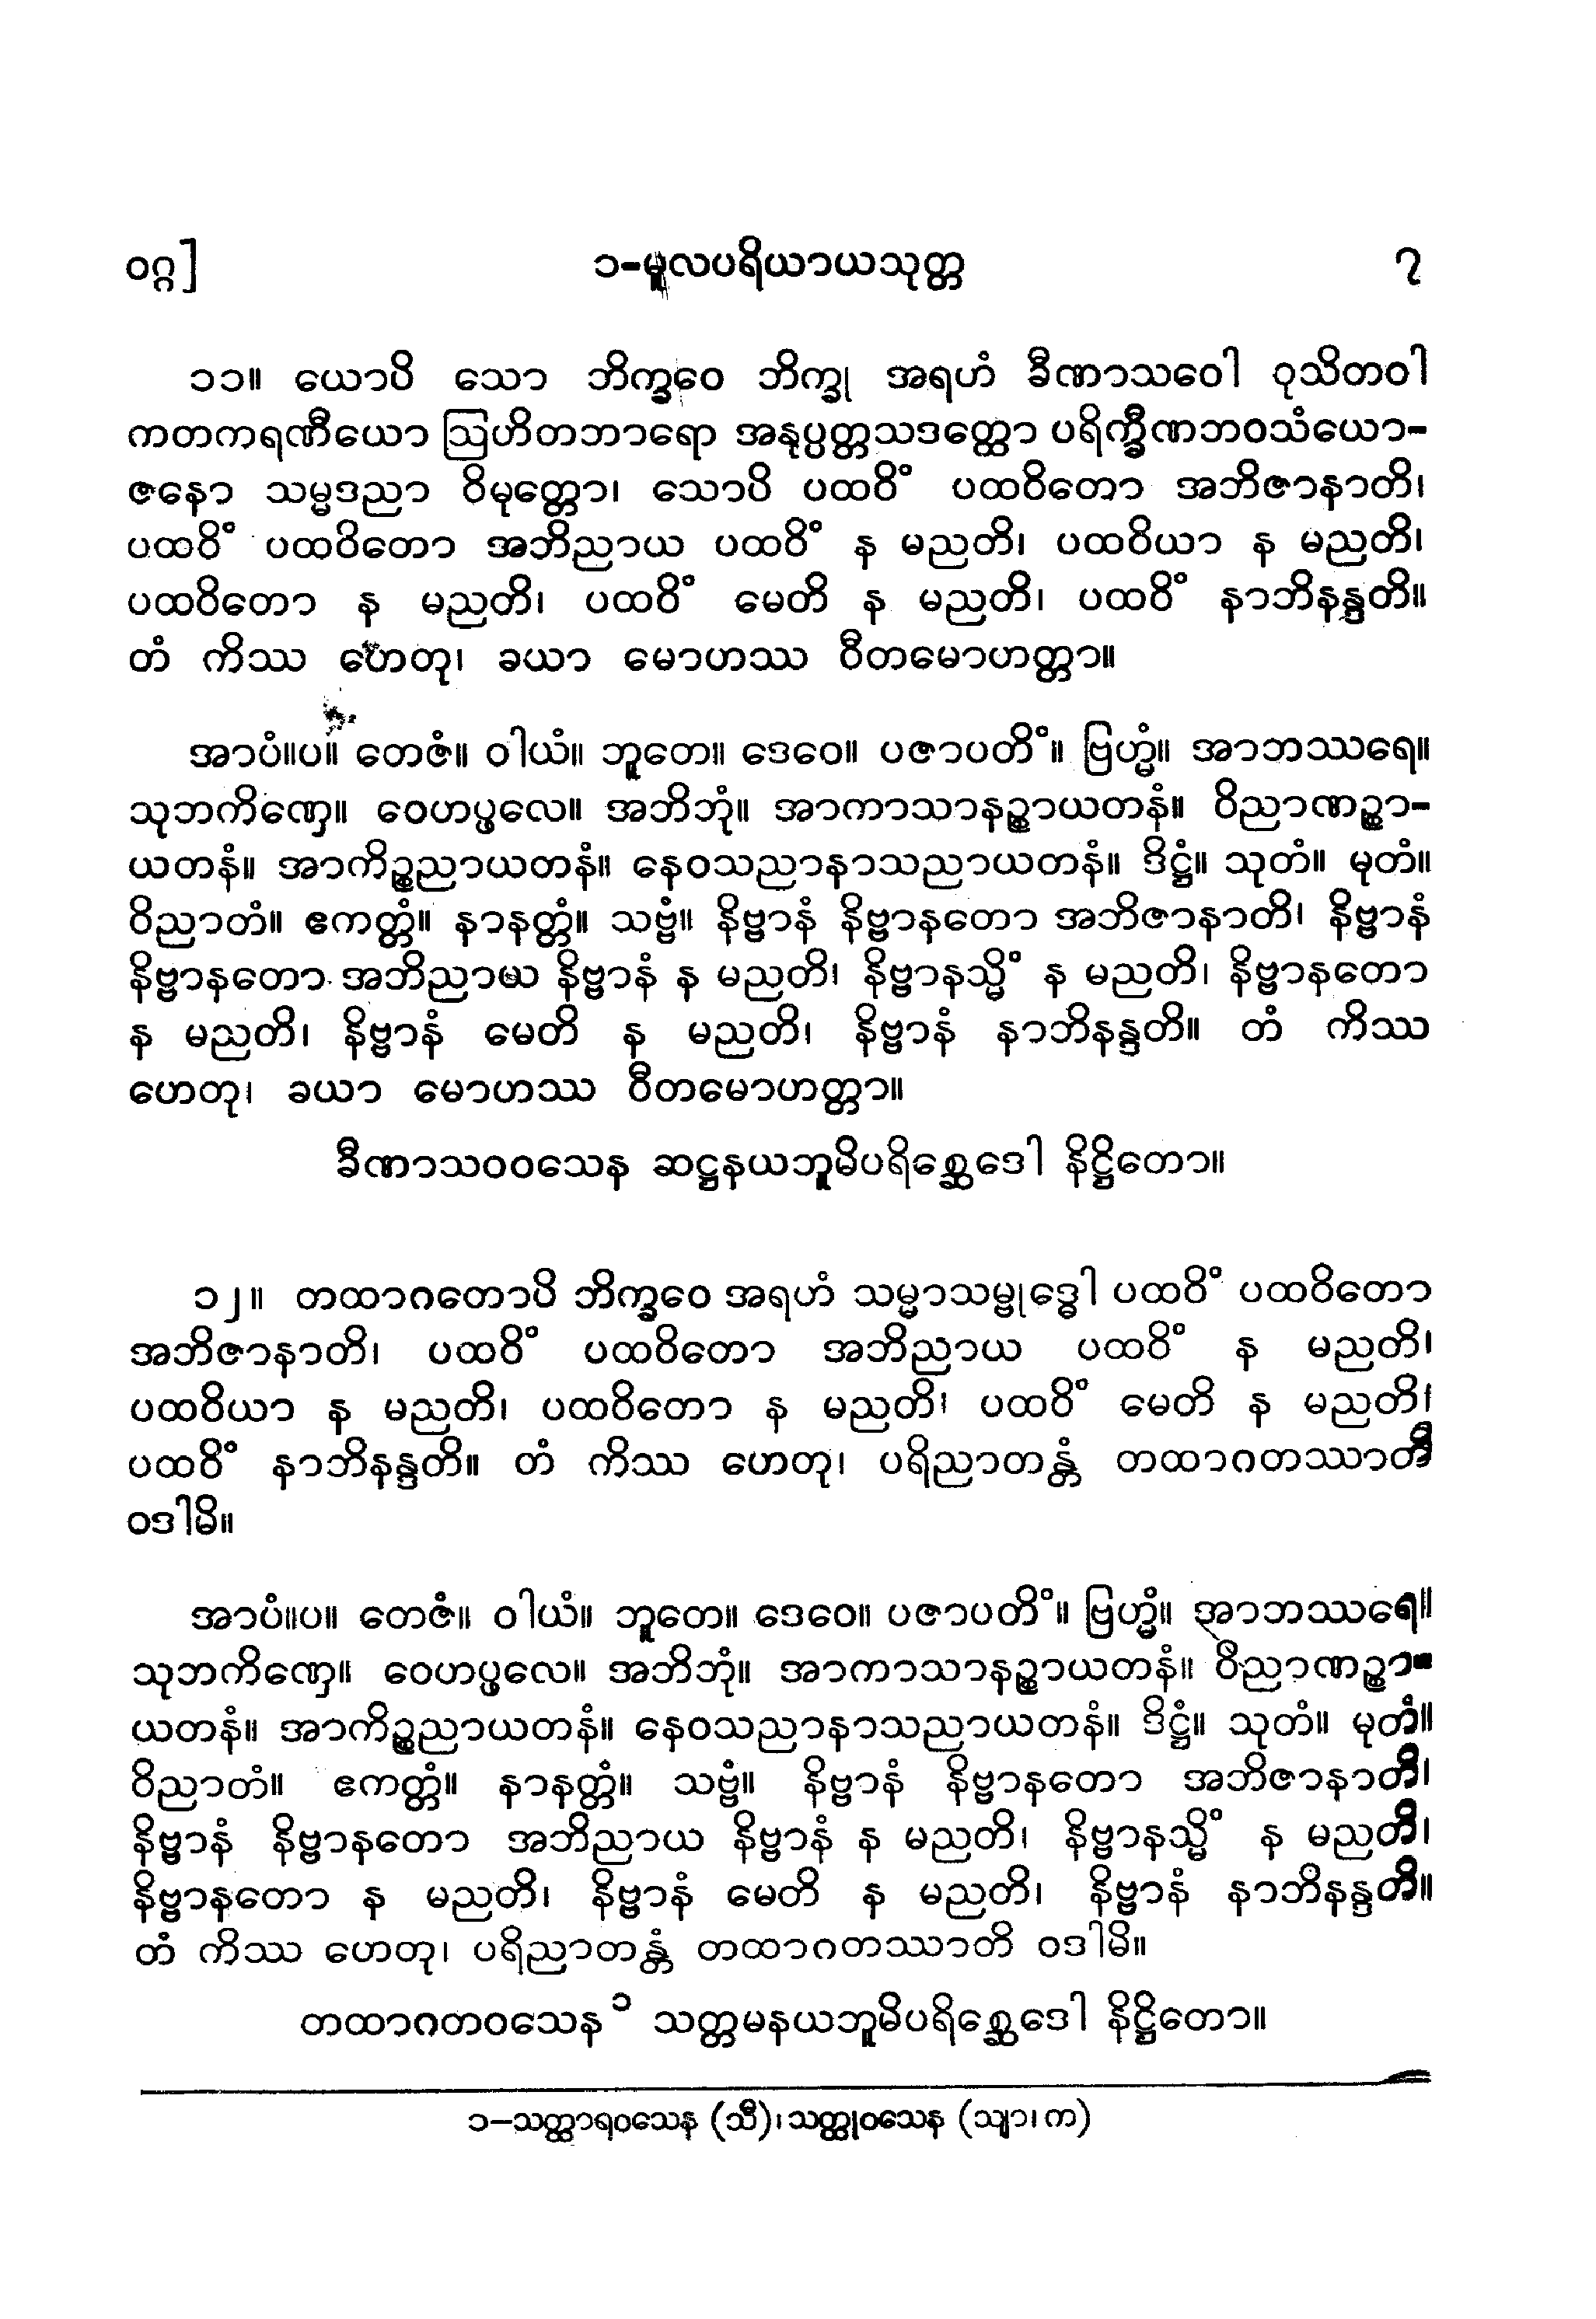 ဝဂ္ဂ]
၁-မူလပရိယာယသုတ္တ
၇
၁၁။ ယောပိ သော ဘိက္ခဝေ ဘိက္ခု အရဟံ ခီဏာသဝေါ ဝုသိတဝါ
ကတကရဏီယော ဩဟိတဘာရော အနုပ္ပတ္တသဒတ္ထော ပရိက္ခီဏဘဝသံယော-
ဇနော သမ္မဒညာ ဝိမုတ္တော၊ သောပိ ပထဝိံ ပထဝိတော အဘိဇာနာတိ၊
ပထဝိံ ပထဝိတော အဘိညာယ ပထဝိံ န မညတိ၊ ပထဝိယာ န မညတိ၊
ပထဝိတော န မညတိ၊ ပထဝိံ မေတိ န မညတိ၊ ပထဝိံ နာဘိနန္ဒတိ။
တံ ကိဿ ဟေတု၊ ခယာ မောဟဿ ဝီတမောဟတ္တာ။
အာပံ။ပ။ တေဇံ။ ဝါယံ။ ဘူတေ။ ဒေဝေ။ ပဇာပတိံ။ ဗြဟ္မံ။ အာဘဿရေ။
သုဘကိဏှေ။ ဝေဟပ္ဖလေ။ အဘိဘုံ။ အာကာသာနဉ္စာယတနံ။ ဝိညာဏဉ္စာ-
ယတနံ။ အာကိဉ္စညာယတနံ။ နေဝသညာနာသညာယတနံ။ ဒိဋ္ဌံ။ သုတံ။ မုတံ။
ဝိညာတံ။ ဧကတ္တံ။ နာနတ္တံ။ သဗ္ဗံ။ နိဗ္ဗာနံ နိဗ္ဗာနတော အဘိဇာနာတိ၊ နိဗ္ဗာနံ
နိဗ္ဗာနတော အဘိညာယ နိဗ္ဗာနံ န မညတိ၊ နိဗ္ဗာနသ္မိံ န မညတိ၊ နိဗ္ဗာနတော
န မညတိ၊ နိဗ္ဗာနံ မေတိ န မညတိ၊ နိဗ္ဗာနံ နာဘိနန္ဒတိ။ တံ ကိဿ
ဟေတု၊ ခယာ မောဟဿ ဝီတမောဟတ္တာ။
ခီဏာသဝဝသေန ဆဋ္ဌနယဘူမိပရိစ္ဆေဒေါ နိဋ္ဌိတော။
၁၂။ တထာဂတောပိ ဘိက္ခဝေ အရဟံ သမ္မာသမ္ဗုဒ္ဓေါ ပထဝိံ ပထဝိတော
အဘိဇာနာတိ၊ ပထဝိံ ပထဝိတော အဘိညာယ ပထဝိံ န မညတိ၊
ပထဝိယာ န မညတိ၊ ပထဝိတော န မညတိ၊ ပထဝိံ မေတိ န မညတိ၊
ပထဝိံ နာဘိနန္ဒတိ။ တံ ကိဿ ဟေတု၊ ပရိညာတန္တံ တထာဂတဿာတိ
ဝဒါမိ။
အာပံ။ပ။ တေဇံ။ ဝါယံ။ ဘူတေ။ ဒေဝေ။ ပဇာပတိံ။ ဗြဟ္မံ။ အာဘဿရေ။
သုဘကိဏှေ။ ဝေဟပ္ဖလေ။ အဘိဘုံ။ အာကာသာနဉ္စာယတနံ။ ဝိညာဏဉ္စာ-
ယတနံ။ အာကိဉ္စညာယတနံ။ နေဝသညာနာသညာယတနံ။ ဒိဋ္ဌံ။ သုတံ။ မုတံ။
ဝိညာတံ။ ဧကတ္တံ။ နာနတ္တံ။ သဗ္ဗံ။ နိဗ္ဗာနံ နိဗ္ဗာနတော အဘိဇာနာတိ၊
နိဗ္ဗာနံ နိဗ္ဗာနတော အဘိညာယ နိဗ္ဗာနံ န မညတိ၊ နိဗ္ဗာနသ္မိံ န မညတိ၊
နိဗ္ဗာနတော န မညတိ၊ နိဗ္ဗာနံ မေတိ န မညတိ၊ နိဗ္ဗာနံ နာဘိနန္ဒတိ။
တံ ကိဿ ဟေတု၊ ပရိညာတန္တံ တထာဂတဿာတိ ဝဒါမိ။
တထာဂတဝသေန ၁ သတ္တမနယဘူမိပရိစ္ဆေဒေါ နိဋ္ဌိတော။
၁-သတ္ထာရဝသေန (သီ)၊ သတ္ထုဝသေန (သျာ၊ က)